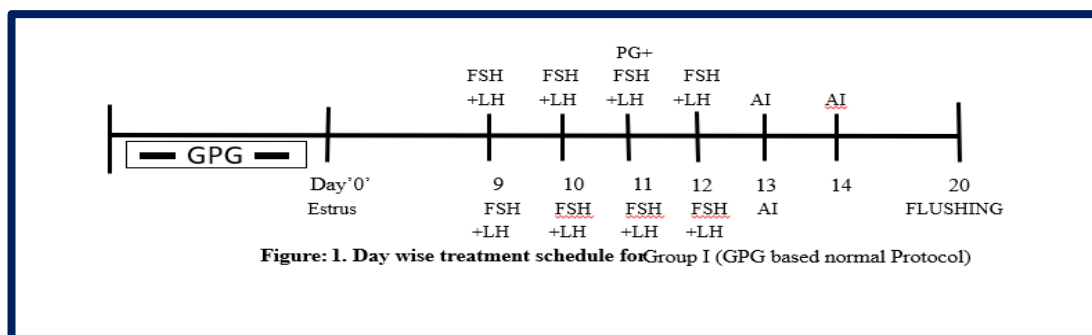 PG+
FSH FSH FSH FSH
+LH +LH +LH +LH AI AI
GPG
Day’0’ 9 10 11 12 13 14 20
Estrus FSH FSH FSH FSH AI FLUSHING
+LH +LH +LH +LH
Figure: 1. Day wise treatment schedule forGroup I (GPG based normal Protocol)